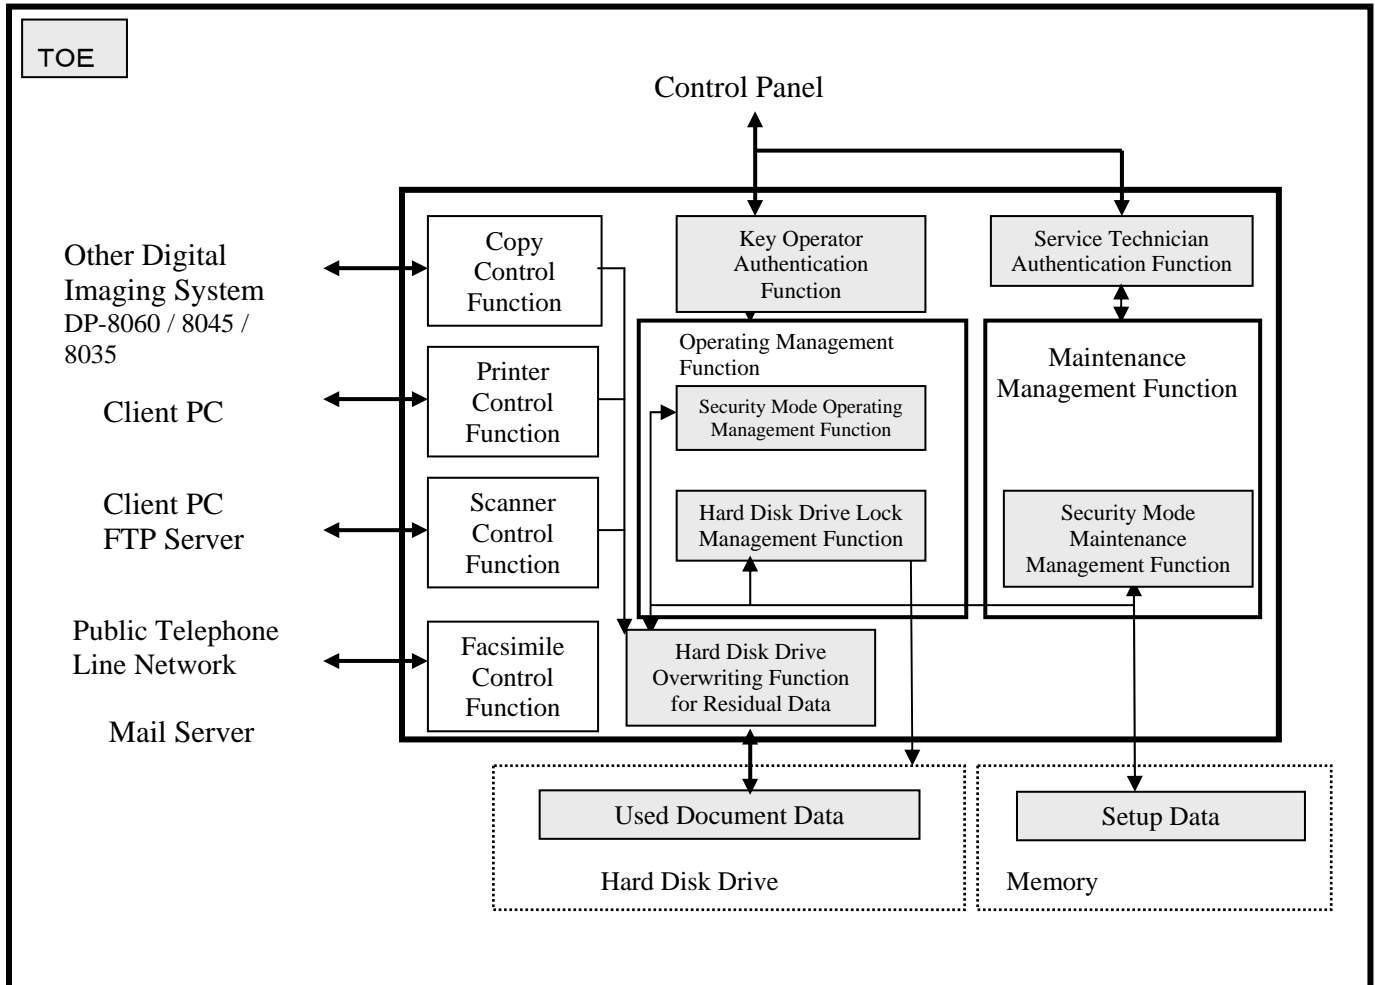 TOE
Control Panel
Other Digital
Imaging System
DP-8060 / 8045 /
8035
Client PC
Client PC
FTP Server
Public Telephone
Line Network
Mail Server
Copy
Control
Function
Printer
Control
Function
Scanner
Control
Function
Facsimile
Control
Function
Key Operator
Authentication
Function
Operating Management
Function
Security Mode Operating
Management Function
Hard Disk Drive Lock
Management Function
Hard Disk Drive
Overwriting Function
for Residual Data
Service Technician
Authentication Function
Maintenance
Management Function
Security Mode
Maintenance
Management Function
Used Document Data
Hard Disk Drive
Setup Data
Memory